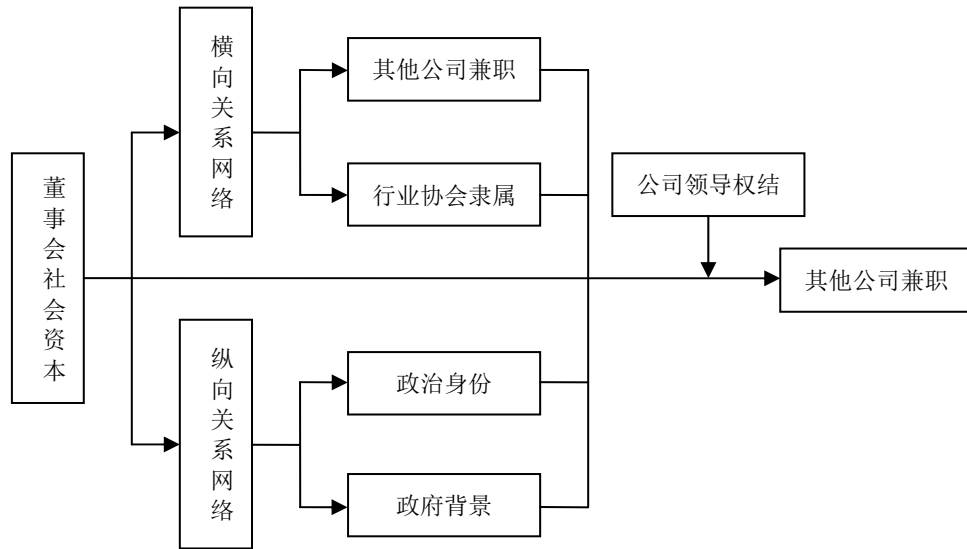 董事会社会资本
横向关系网络
其他公司兼职
行业协会隶属
公司领导权结
其他公司兼职
纵向关系网络
政治身份
政府背景